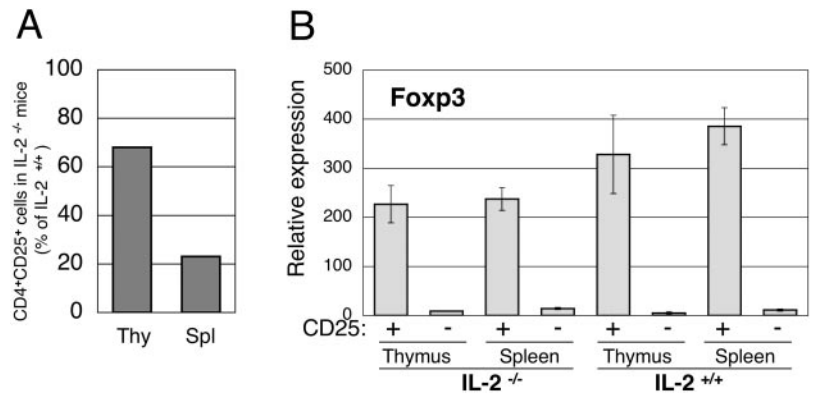 A
CD4+CD25+ cells in IL-2 -/- mice
(% of IL-2 +/+)
100
80
60
40
20
0
Thy Spl
B
Relative expression
500
400
300
200
100
0
Foxp3
CD25: + - + - + - + -
Thymus Spleen Thymus Spleen
IL-2 -/- IL-2 +/+